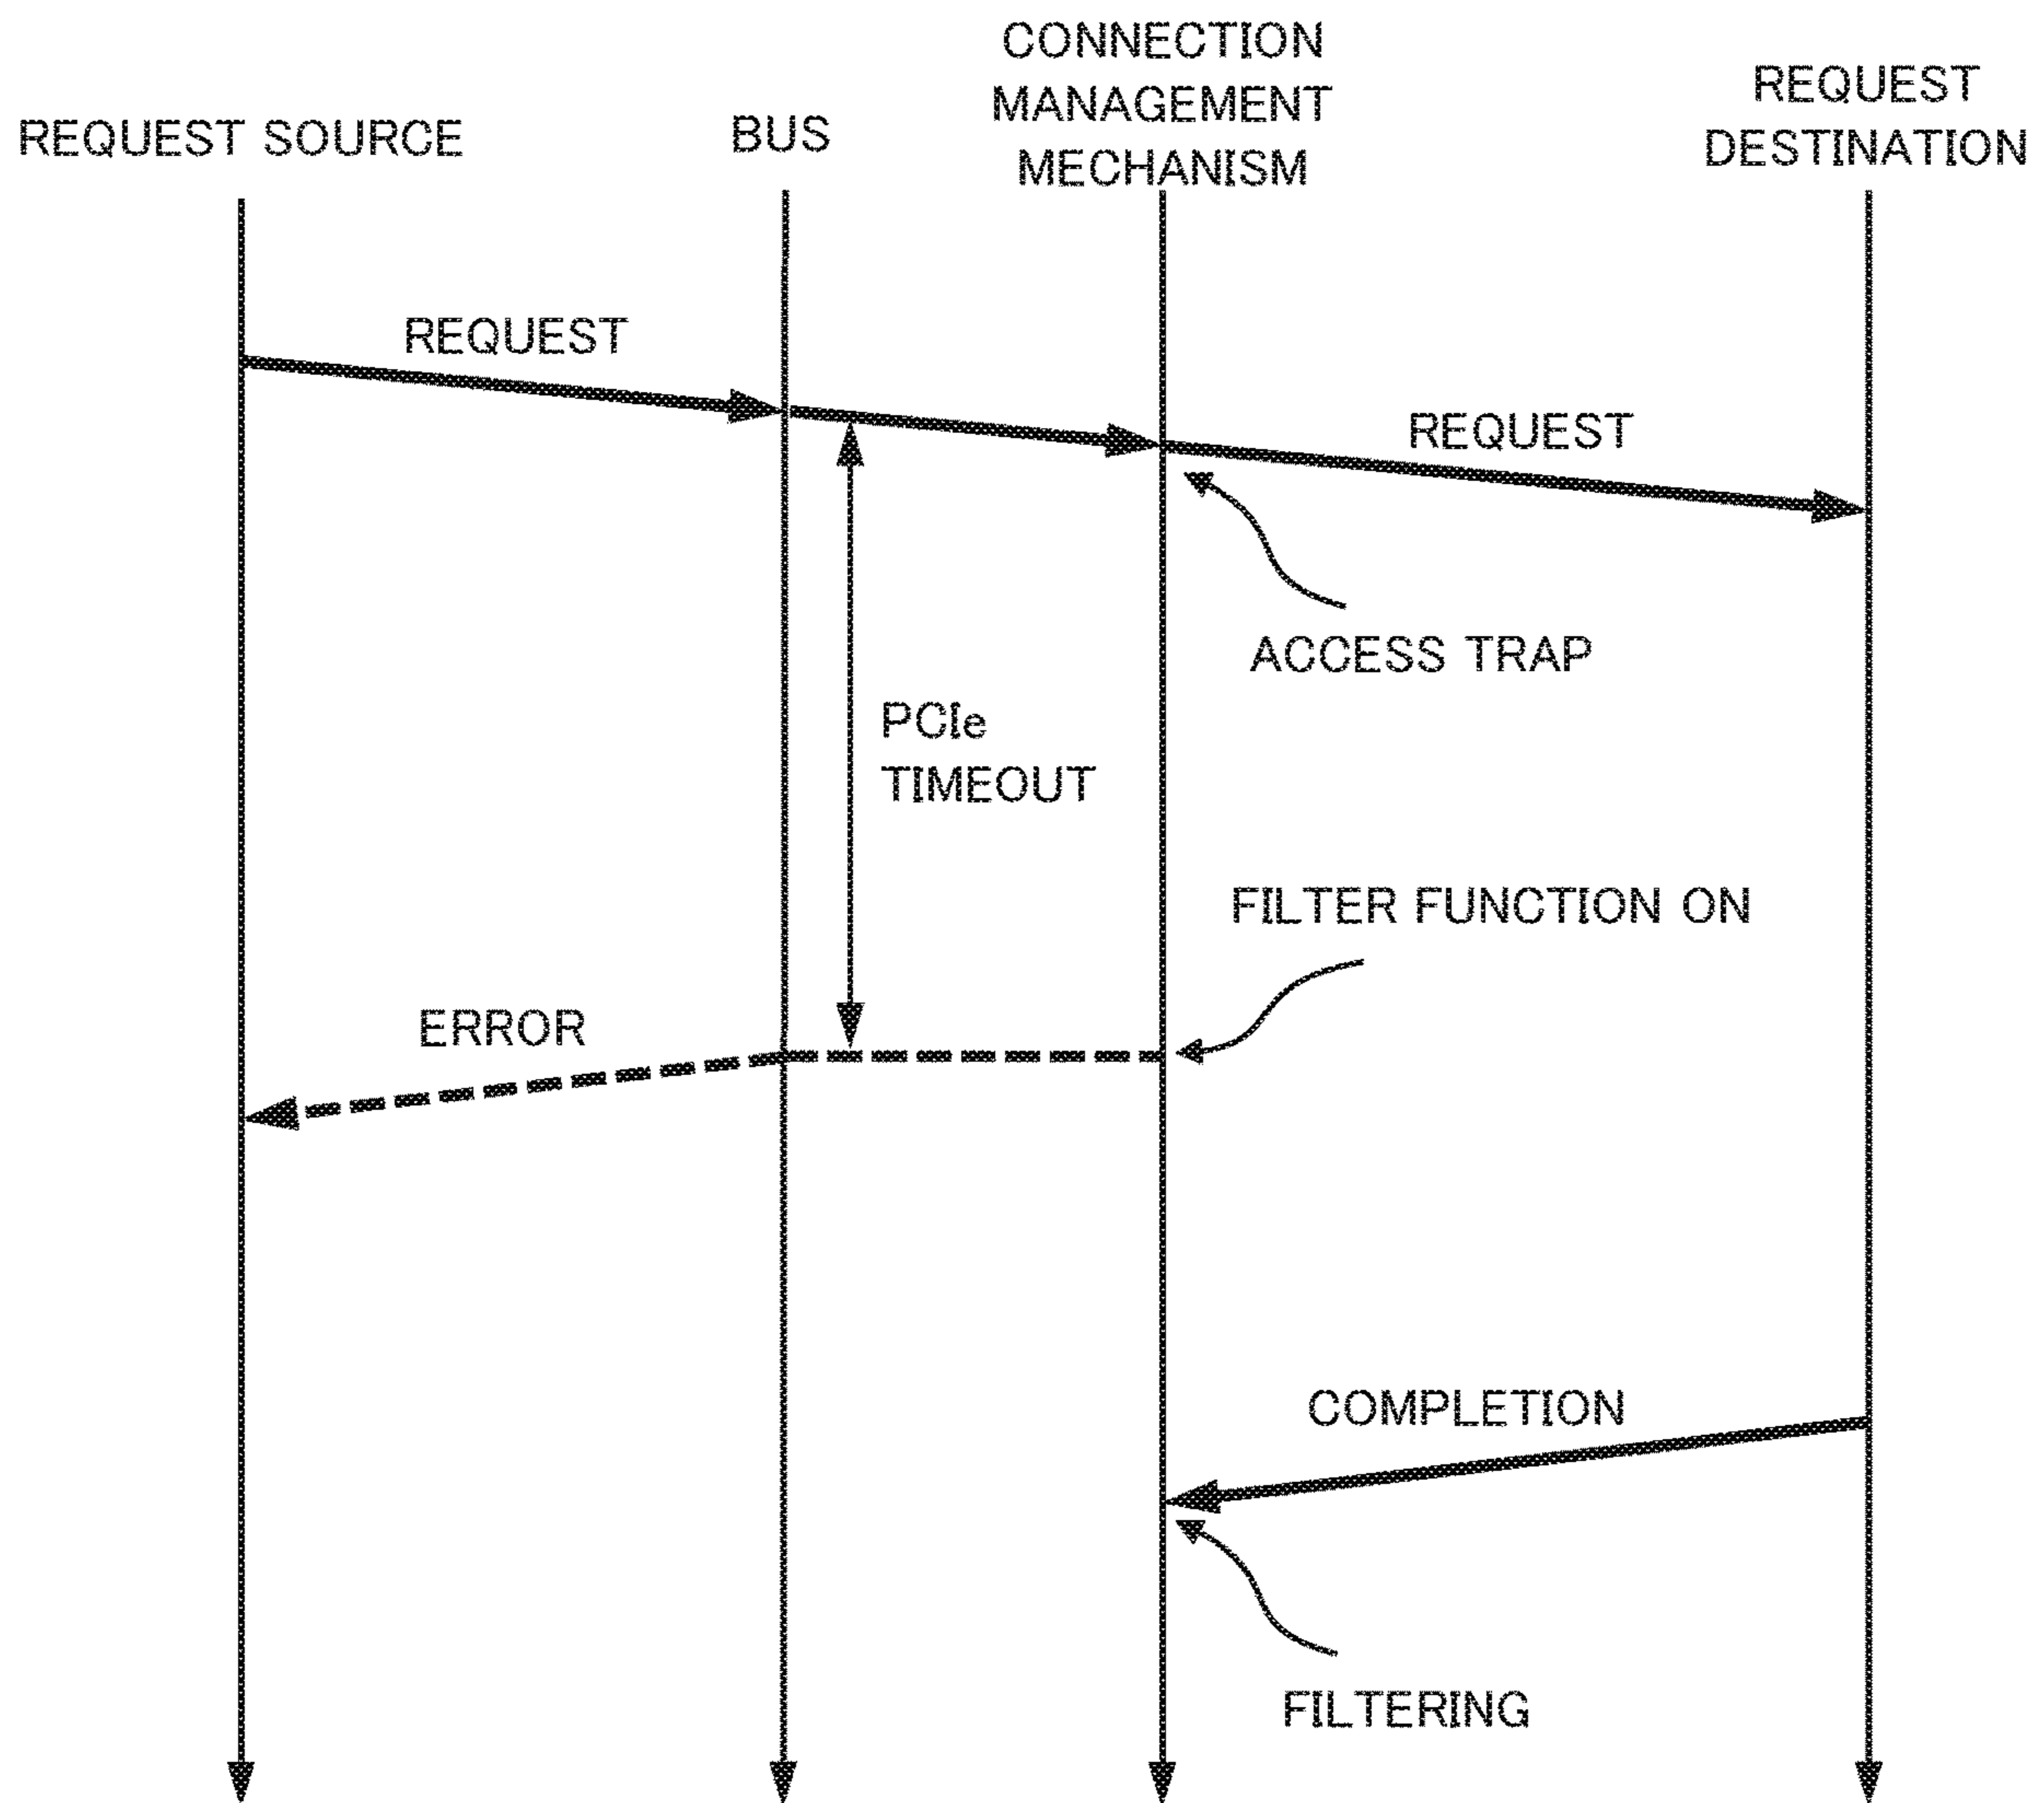 REQUEST SOURCE
BUS
CONNECTION
MANAGEMENT
MECHANISM
REQUEST
DESTINATION
REQUEST
REQUEST
ACCESS TRAP
PCIe
TIMEOUT
FILTER FUNCTION ON
ERROR
COMPLETION
FILTERING